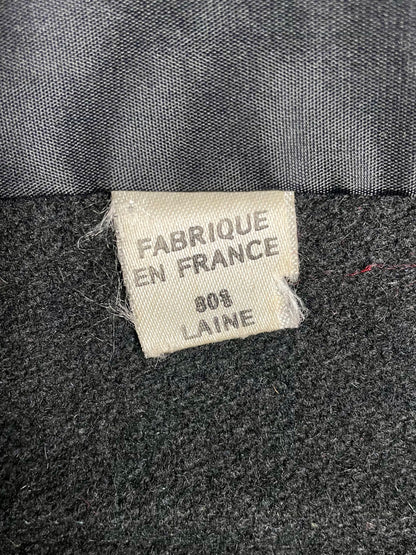 FABRIQUE
EN FRANCE
80%
LAINE